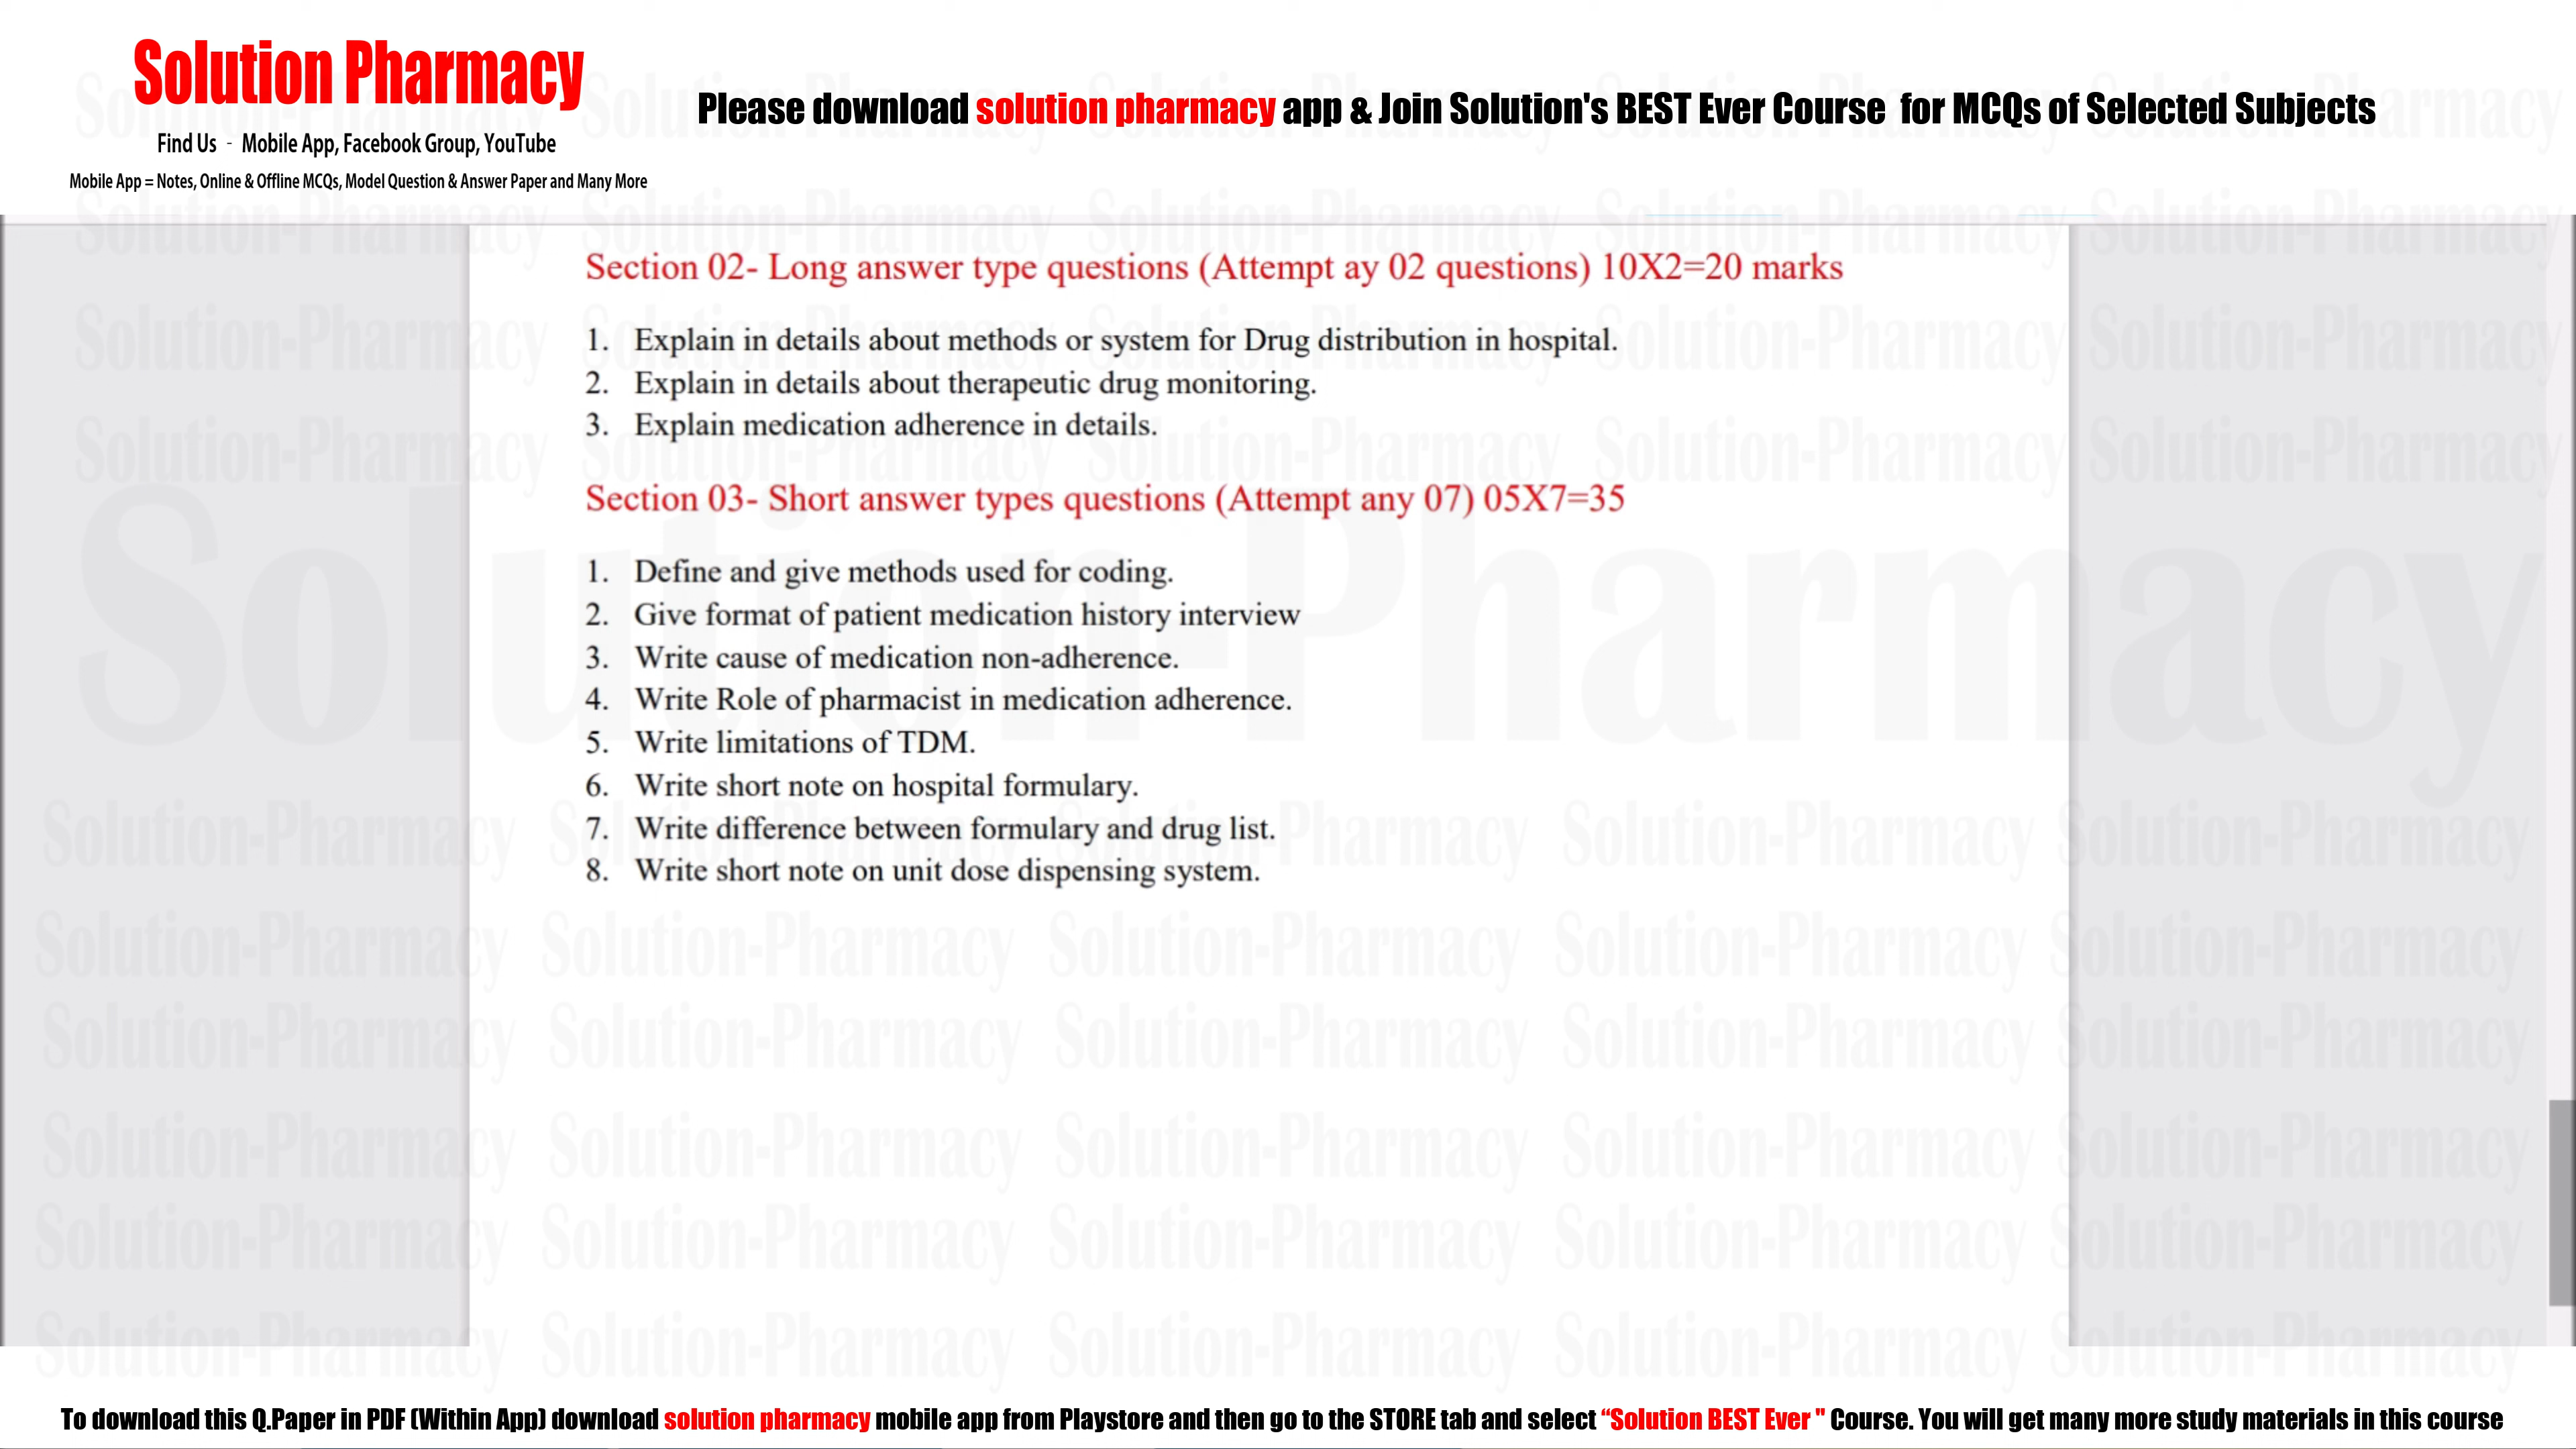 Solution Pharmacy
Find Us - Mobile App, Facebook Group, YouTube
Mobile App = Notes, Online & Offline MCQs, Model Question & Answer Paper and Many More
Please download solution pharmacy app & Join Solution's BEST Ever Course for MCQs of Selected Subjects
Section 02- Long answer type questions (Attempt ay 02 questions) 10X2=20 marks
1. Explain in details about methods or system for Drug distribution in hospital.
2. Explain in details about therapeutic drug monitoring.
3. Explain medication adherence in details.
Section 03- Short answer types questions (Attempt any 07) 05X7=35
1. Define and give methods used for coding.
2. Give format of patient medication history interview
3. Write cause of medication non-adherence.
4. Write Role of pharmacist in medication adherence.
5. Write limitations of TDM.
6. Write short note on hospital formulary.
7. Write difference between formulary and drug list.
8. Write short note on unit dose dispensing system.
Solution-Pharmacy
To download this Q.Paper in PDF (Within App) download solution pharmacy mobile app from Playstore and then go to the STORE tab and select “Solution BEST Ever " Course. You will get many more study materials in this course